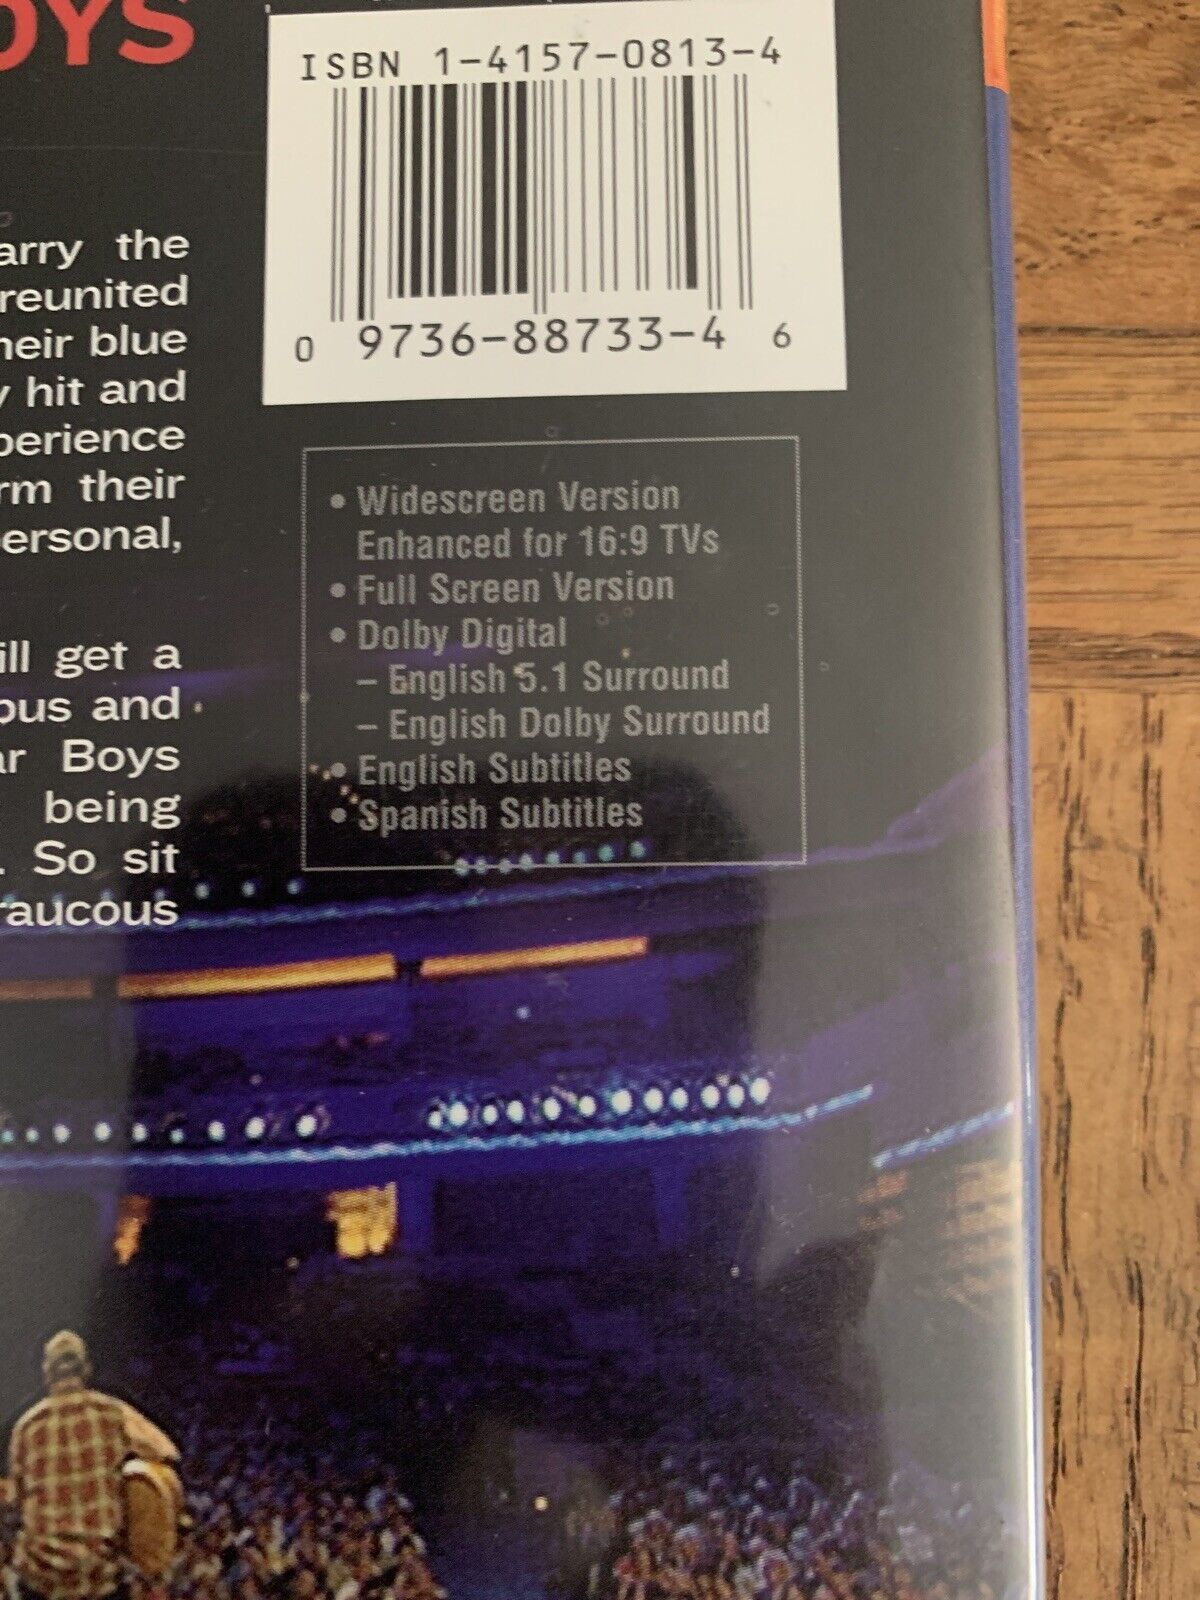 OYS
ISBN 1-4157-0813-4
0 9736-88733-4 6
arry the
reunited
heir blue
y hit and
perience
rm their
ersonal,
ill get a
ous and
ar Boys
being
. So sit
raucous
• Widescreen Version
Enhanced for 16:9 TVs
• Full Screen Version
• Dolby Digital
– English 5.1 Surround
– English Dolby Surround
• English Subtitles
• Spanish Subtitles